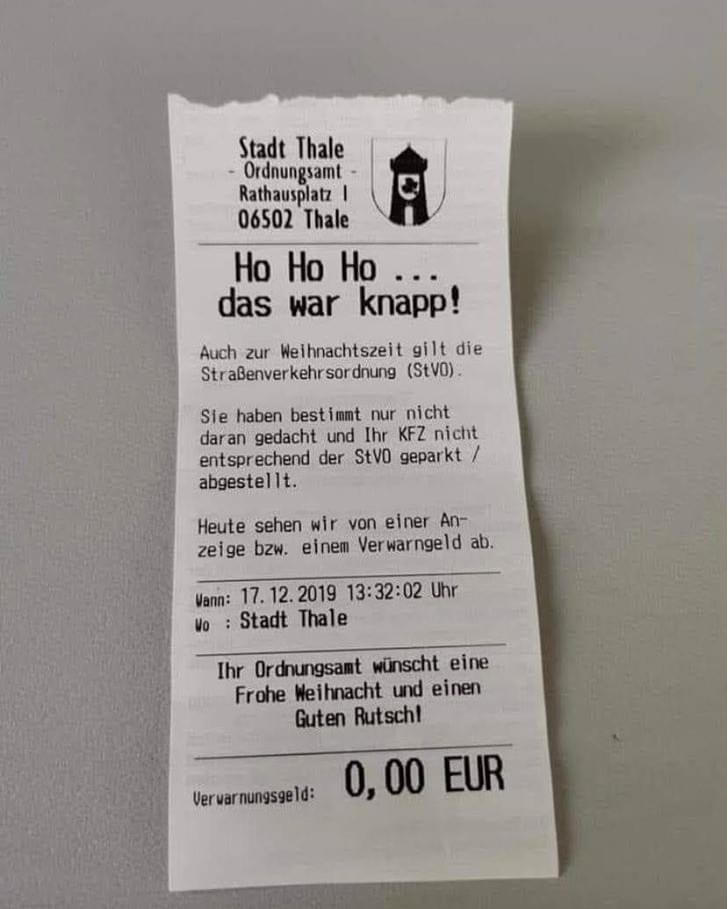 Stadt Thale
- Ordnungsamt -
Rathausplatz 1
06502 Thale
Ho Ho Ho ...
das war knapp!
Auch zur Weihnachtszeit gilt die
Straßenverkehrsordnung (StVO).
Sie haben bestimmt nur nicht
daran gedacht und Ihr KFZ nicht
entsprechend der StVO geparkt /
abgestellt.
Heute sehen wir von einer An-
zeige bzw. einem Verwarngeld ab.
Wann: 17.12.2019 13:32:02 Uhr
Wo : Stadt Thale
Ihr Ordnungsamt wünscht eine
Frohe Weihnacht und einen
Guten Rutsch!
Verwarnungsgeld: 0,00 EUR